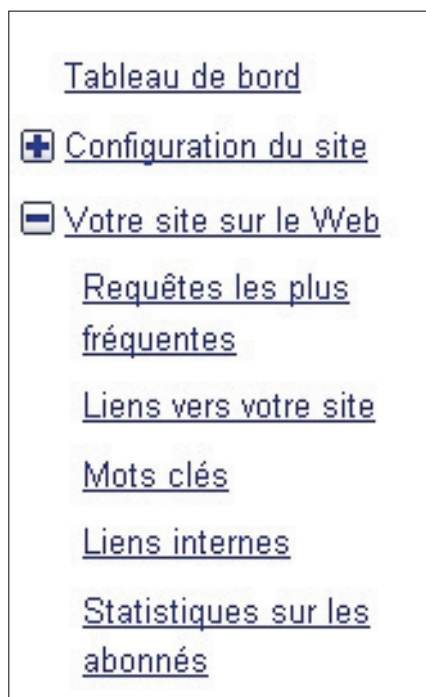 Tableau de bord
Configuration du site
Votre site sur le Web
Requêtes les plus
fréquentes
Liens vers votre site
Mots clés
Liens internes
Statistiques sur les
abonnés